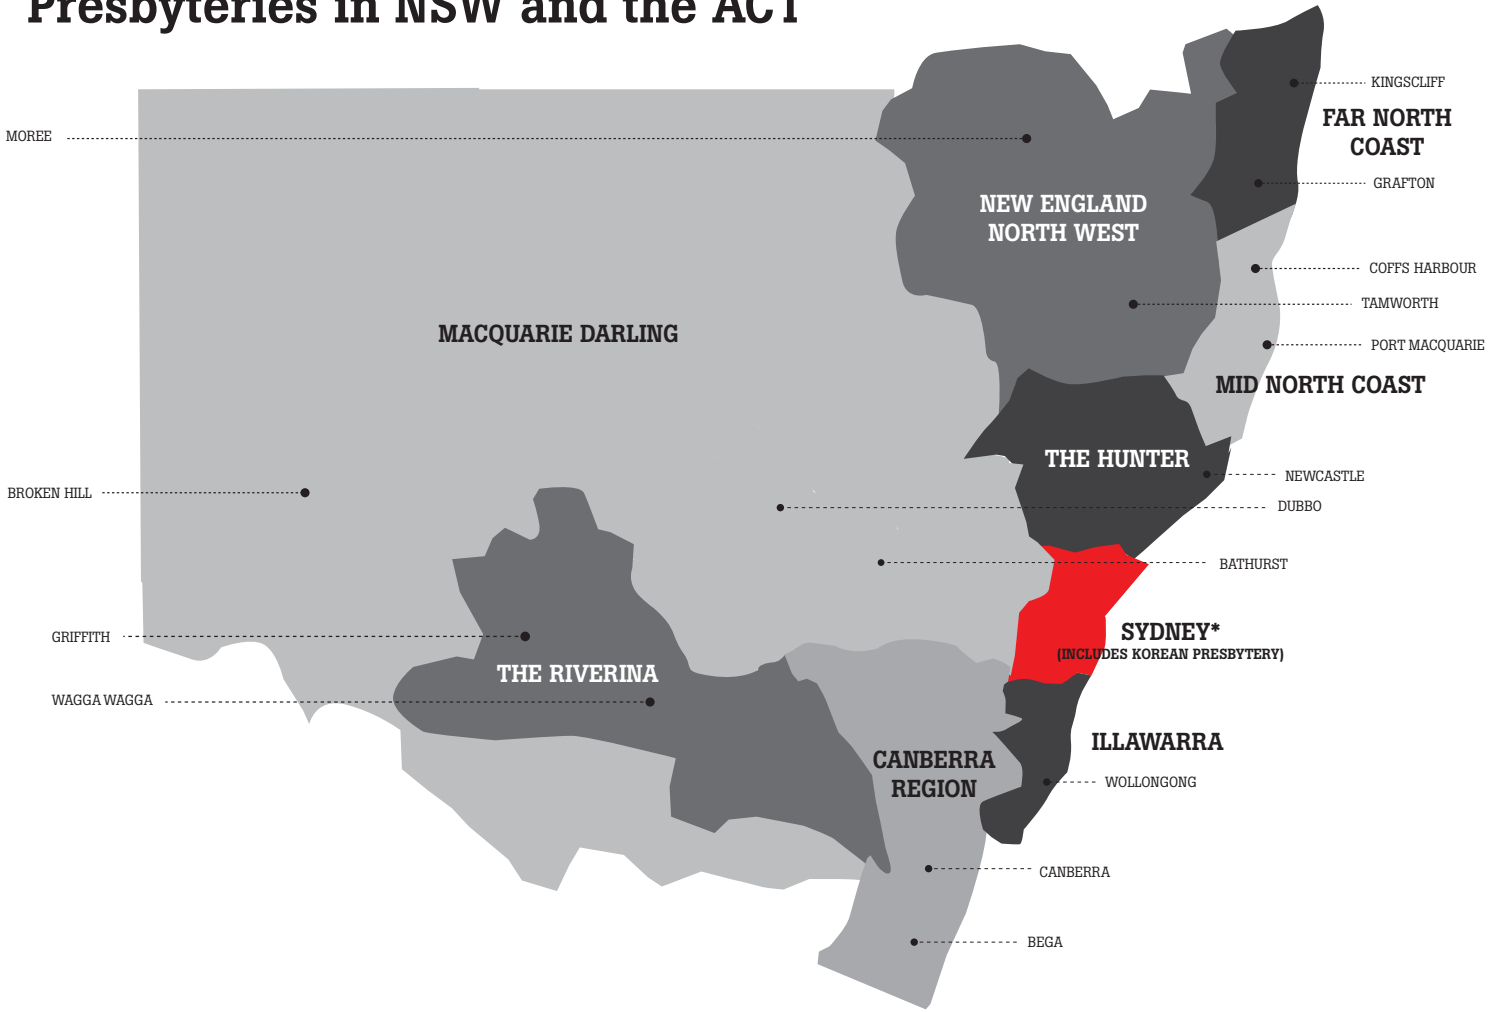 Presbyteries in NSW and the ACT
KINGSCLIFF
FAR NORTH
COAST
MOREE
GRAFTON
NEW ENGLAND
NORTH WEST
COFFS HARBOUR
TAMWORTH
MACQUARIE DARLING
PORT MACQUARIE
MID NORTH COAST
THE HUNTER
NEWCASTLE
BROKEN HILL
DUBBO
BATHURST
GRIFFITH
SYDNEY*
(INCLUDES KOREAN PRESBYTERY)
THE RIVERINA
WAGGA WAGGA
ILLAWARRA
CANBERRA
REGION
WOLLONGONG
CANBERRA
BEGA